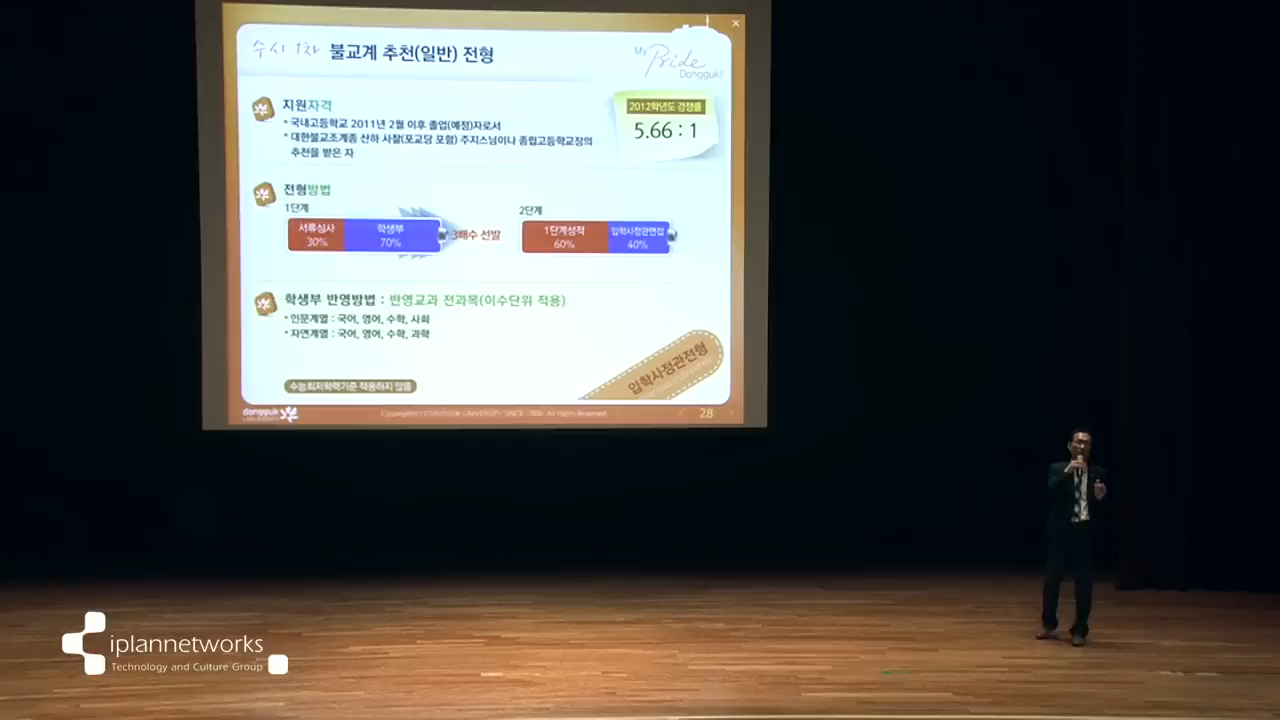 수시 1차 불교계 추천(일반) 전형
My Pride Dongguk!
지원자격
* 국내고등학교 2011년 2월 이후 졸업(예정)자로서
* 대한불교조계종 산하 사찰(포교당 포함) 주지스님이나 종립고등학교장의
추천을 받은 자
2012학년도 경쟁률
5.66 : 1
전형방법
1단계
서류심사
30%
학생부
70%
3배수 선발
2단계
1단계성적
60%
입학사정관면접
40%
학생부 반영방법 : 반영교과 전과목(이수단위 적용)
* 인문계열 : 국어, 영어, 수학, 사회
* 자연계열 : 국어, 영어, 수학, 과학
입학사정관전형
수능최저학력기준 적용하지 않음
dongguk
All rights Reserved.
28
iplannetworks
Technology and Culture Group